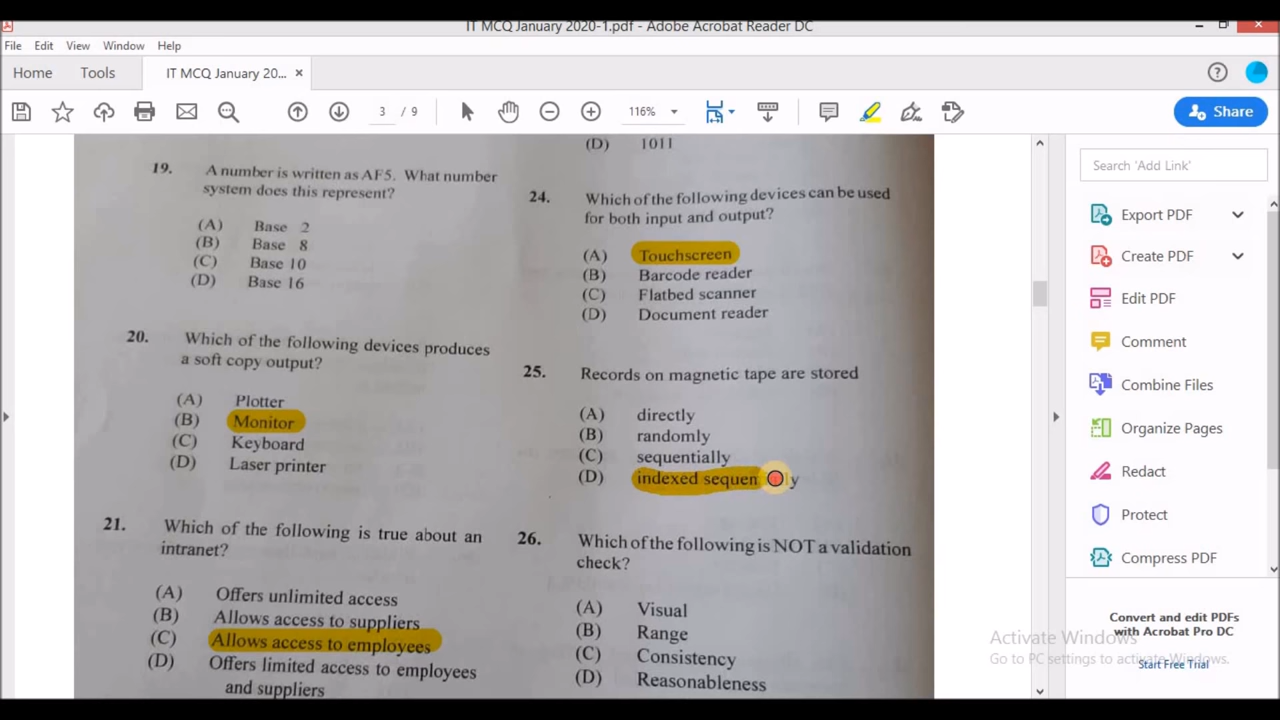 IT MCQ January 2020-1.pdf - Adobe Acrobat Reader DC
File Edit View Window Help
Home Tools IT MCQ January 20... ×
3 / 9 116% Share
19. A number is written as AF5. What number
system does this represent?
(A) Base 2
(B) Base 8
(C) Base 10
(D) Base 16
20. Which of the following devices produces
a soft copy output?
(A) Plotter
(B) Monitor
(C) Keyboard
(D) Laser printer
21. Which of the following is true about an
intranet?
(A) Offers unlimited access
(B) Allows access to suppliers
(C) Allows access to employees
(D) Offers limited access to employees
and suppliers
(D) 1011
24. Which of the following devices can be used
for both input and output?
(A) Touchscreen
(B) Barcode reader
(C) Flatbed scanner
(D) Document reader
25. Records on magnetic tape are stored
(A) directly
(B) randomly
(C) sequentially
(D) indexed sequen ly
26. Which of the following is NOT a validation
check?
(A) Visual
(B) Range
(C) Consistency
(D) Reasonableness
Search 'Add Link'
Export PDF
Create PDF
Edit PDF
Comment
Combine Files
Organize Pages
Redact
Protect
Compress PDF
Convert and edit PDFs
with Acrobat Pro DC
Start Free Trial
Activate Windows
Go to PC settings to activate Windows.